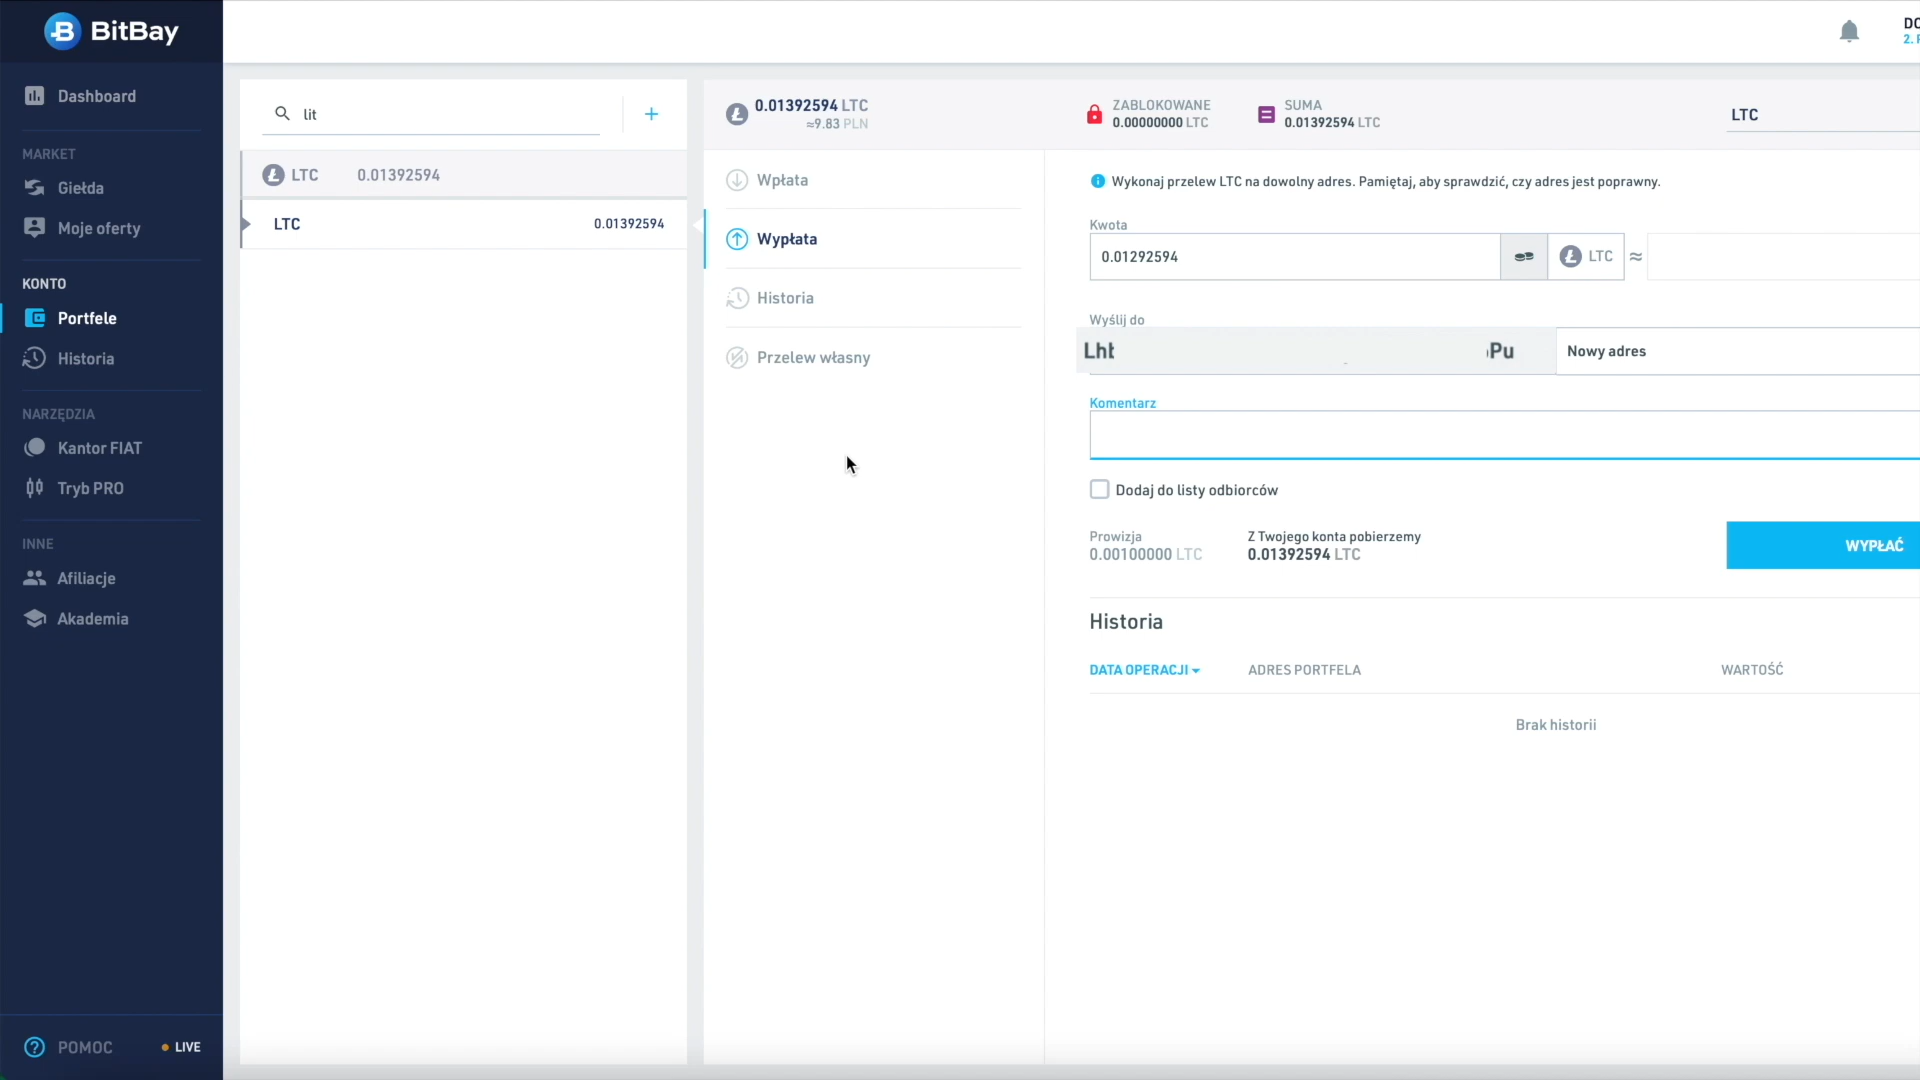 BitBay
Dashboard
MARKET
Giełda
Moje oferty
KONTO
Portfele
Historia
NARZĘDZIA
Kantor FIAT
Tryb PRO
INNE
Afiliacje
Akademia
POMOC
LIVE
lit
+
LTC 0.01392594
LTC 0.01392594
0.01392594 LTC
≈9.83 PLN
ZABLOKOWANE
0.00000000 LTC
SUMA
0.01392594 LTC
LTC
Wpłata
Wypłata
Historia
Przelew własny
Wykonaj przelew LTC na dowolny adres. Pamiętaj, aby sprawdzić, czy adres jest poprawny.
Kwota
0.01292594
LTC ≈
Wyślij do
Nowy adres
Komentarz
Dodaj do listy odbiorców
Prowizja
0.00100000 LTC
Z Twojego konta pobierzemy
0.01392594 LTC
WYPŁAĆ
Historia
DATA OPERACJI ADRES PORTFELA WARTOŚĆ
Brak historii